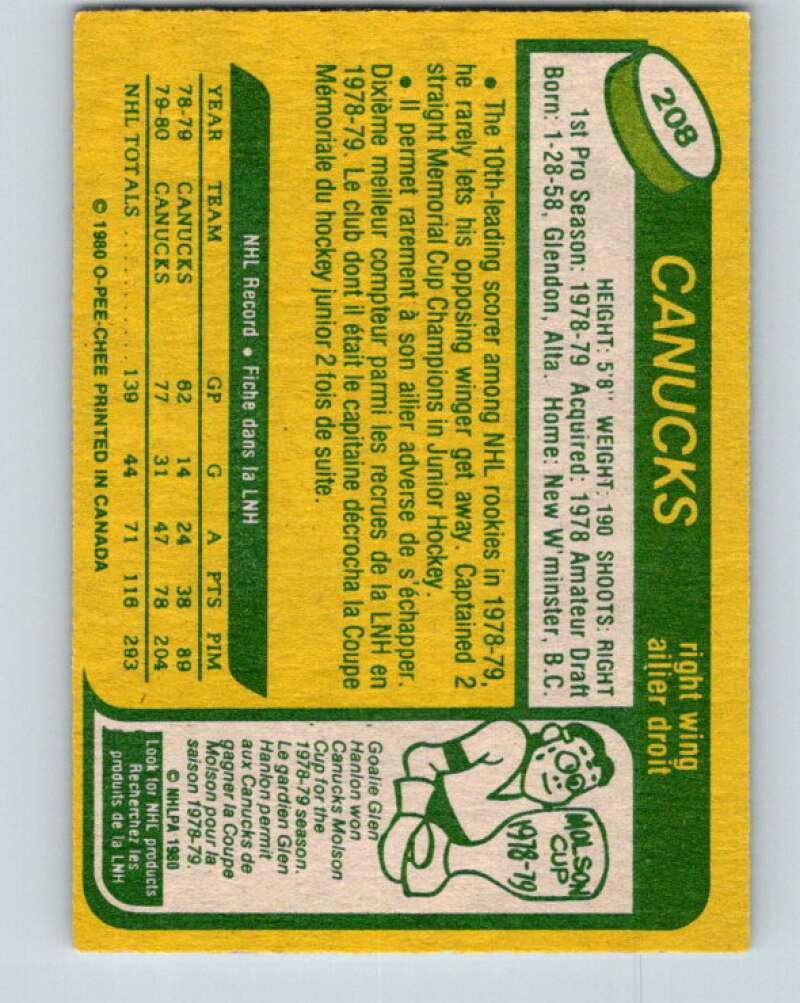 208
CANUCKS
right wing
ailier droit
HEIGHT: 5'8" WEIGHT: 190 SHOOTS: RIGHT
1st Pro Season: 1978-79 Acquired: 1978 Amateur Draft
Born: 1-28-58, Glendon, Alta. Home: New W'minster, B.C.
• The 10th-leading scorer among NHL rookies in 1978-79,
he rarely lets his opposing winger get away. Captained 2
straight Memorial Cup Champions in Junior Hockey.
• Il permet rarement à son ailier adverse de s'échapper.
Dixième meilleur compteur parmi les recrues de la LNH en
1978-79. Le club dont il était le capitaine décrocha la Coupe
Mémoriale du hockey junior 2 fois de suite.
NHL Record • Fiche dans la LNH
YEAR TEAM GP G A PTS PIM
78-79 CANUCKS 62 14 24 38 89
79-80 CANUCKS 77 31 47 78 204
NHL TOTALS .......... 139 44 71 116 293
© 1980 O-PEE-CHEE PRINTED IN CANADA
MOLSON
CUP
1978-79
Goalie Glen
Hanlon won
Canucks Molson
Cup for the
1978-79 season.
Le gardien Glen
Hanlon permit
aux Canucks de
gagner la Coupe
Molson pour la
saison 1978-79.
© NHLPA 1980
Look for NHL products
Recherchez les
produits de la LNH